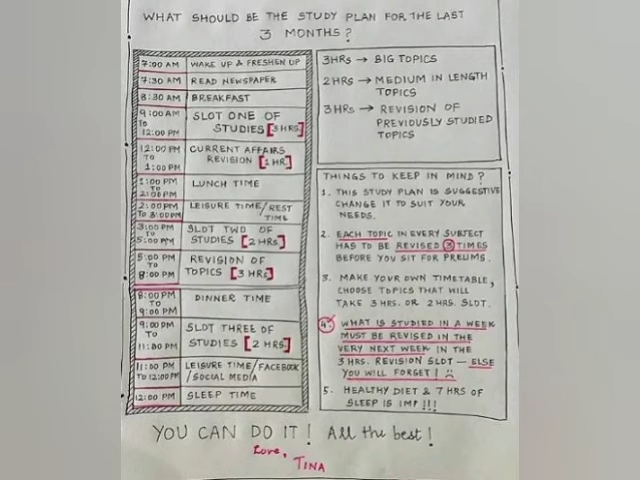 WHAT SHOULD BE THE STUDY PLAN FOR THE LAST
3 MONTHS?
7:00 AM WAKE UP & FRESHEN UP
7:30 AM READ NEWSPAPER
8:30 AM BREAKFAST
9:00 AM TO 12:00 PM SLOT ONE OF STUDIES [3 HRS]
12:00 PM TO 1:00 PM CURRENT AFFAIRS REVISION [1 HR]
1:00 PM TO 2:00 PM LUNCH TIME
2:00 PM TO 3:00 PM LEISURE TIME/REST TIME
3:00 PM TO 5:00 PM SLOT TWO OF STUDIES [2 HRS]
5:00 PM TO 8:00 PM REVISION OF TOPICS [3 HRS]
8:00 PM TO 9:00 PM DINNER TIME
9:00 PM TO 11:00 PM SLOT THREE OF STUDIES [2 HRS]
11:00 PM TO 12:00 PM LEISURE TIME/FACEBOOK /SOCIAL MEDIA
12:00 PM SLEEP TIME
3HRS → BIG TOPICS
2HRS → MEDIUM IN LENGTH
TOPICS
3HRS → REVISION OF
PREVIOUSLY STUDIED
TOPICS
THINGS TO KEEP IN MIND?
1. THIS STUDY PLAN IS SUGGESTIVE
CHANGE IT TO SUIT YOUR
NEEDS.
2. EACH TOPIC IN EVERY SUBJECT
HAS TO BE REVISED 3 TIMES
BEFORE YOU SIT FOR PRELIMS.
3. MAKE YOUR OWN TIMETABLE,
CHOOSE TOPICS THAT WILL
TAKE 3 HRS. OR 2 HRS. SLOT.
4. WHAT IS STUDIED IN A WEEK
MUST BE REVISED IN THE
VERY NEXT WEEK IN THE
3 HRS. REVISION SLOT — ELSE
YOU WILL FORGET!
5. HEALTHY DIET & 7 HRS OF
SLEEP IS IMP!!!
YOU CAN DO IT! All the best!
Love,
TINA